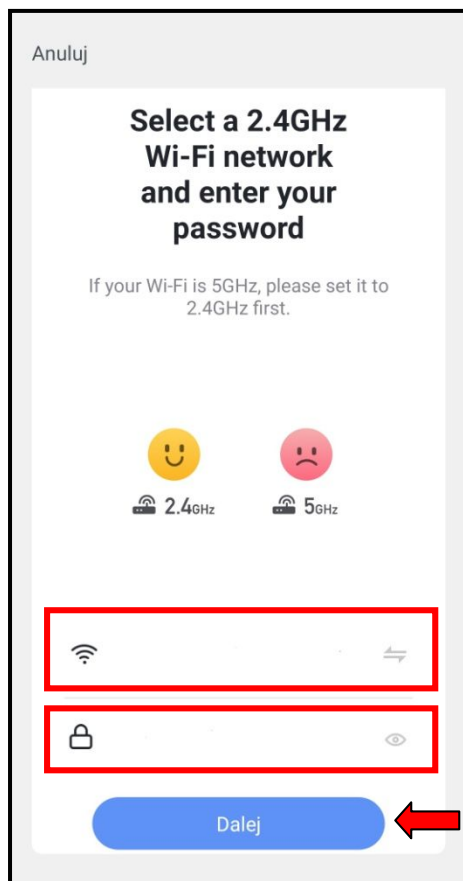 Anuluj
Select a 2.4GHz
Wi-Fi network
and enter your
password
If your Wi-Fi is 5GHz, please set it to
2.4GHz first.
2.4GHz 5GHz
Dalej